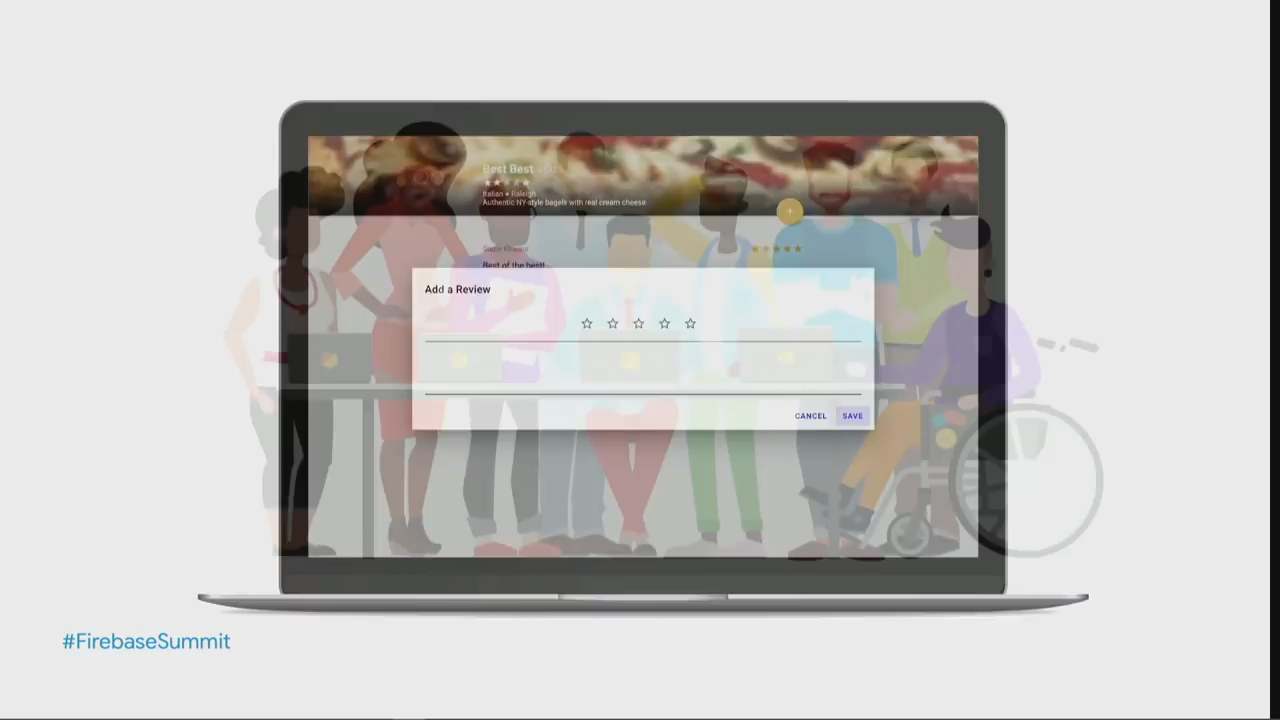 Best Best
Italian ● Raleigh
Authentic NY-style bagels with real cream cheese
Best of the best!
Add a Review
CANCEL SAVE
#FirebaseSummit